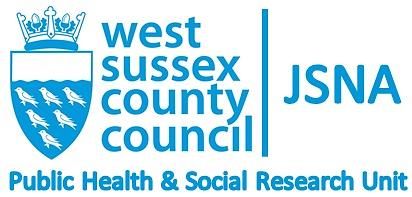 west
sussex
county
council
JSNA
Public Health & Social Research Unit